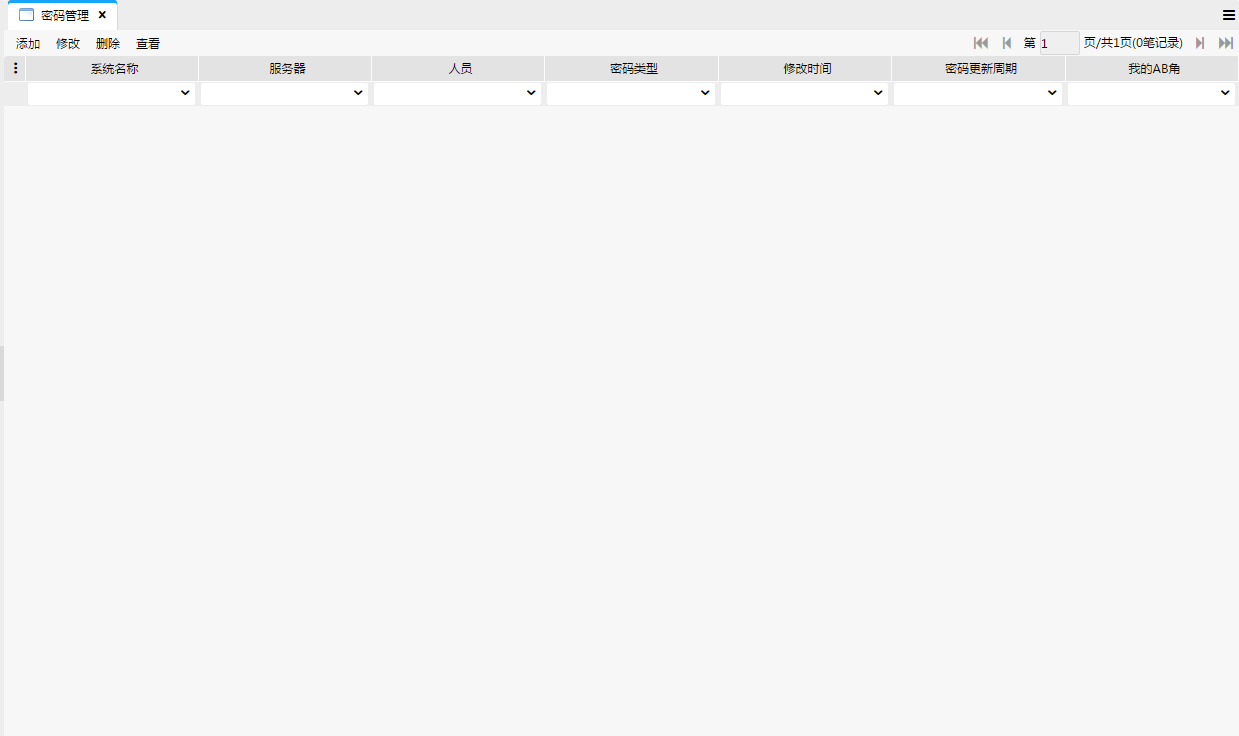 密码管理
添加 修改 删除 查看 第 1 页/共1页(0笔记录)
系统名称 服务器 人员 密码类型 修改时间 密码更新周期 我的AB角